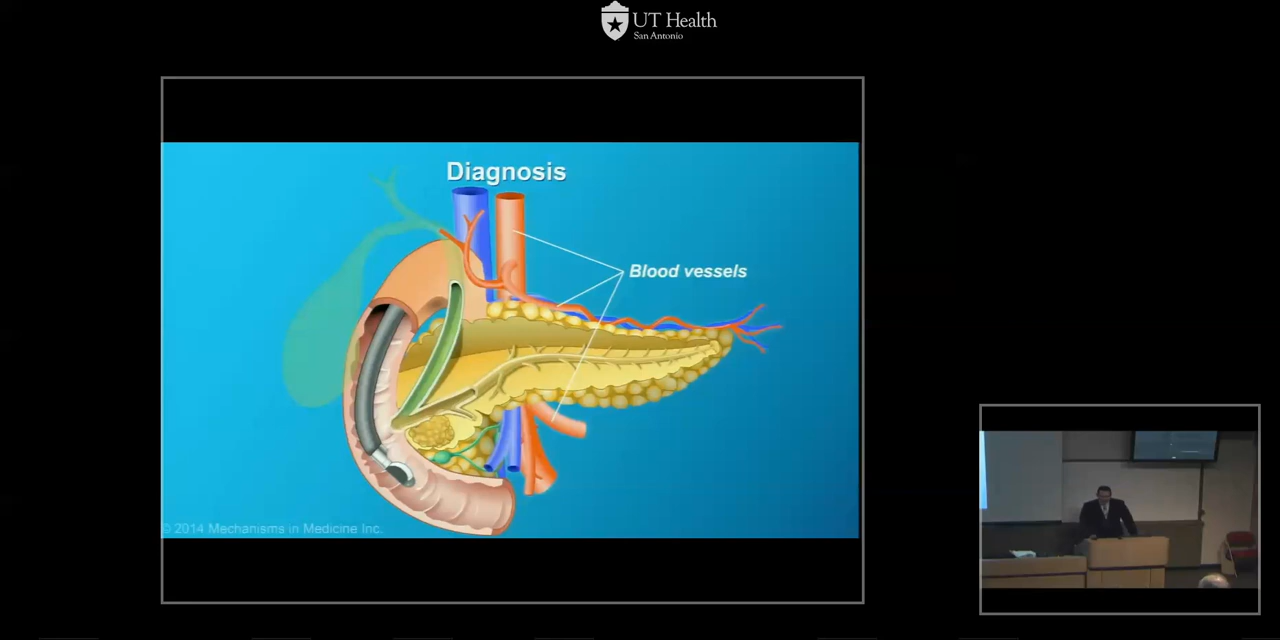 UT Health
San Antonio
Diagnosis
Blood vessels
© 2014 Mechanisms in Medicine Inc.